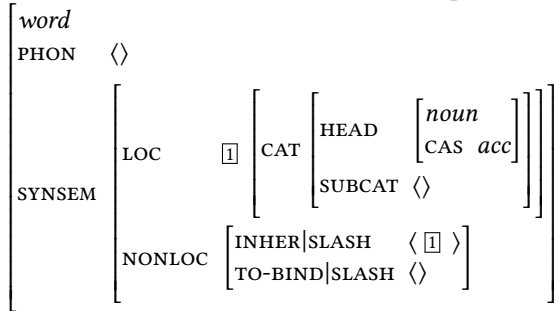 word
PHON ⟨⟩
SYNSEM
LOC 1 CAT HEAD noun
CAS acc
SUBCAT ⟨⟩
NONLOC INHER|SLASH ⟨ 1 ⟩
TO-BIND|SLASH ⟨⟩